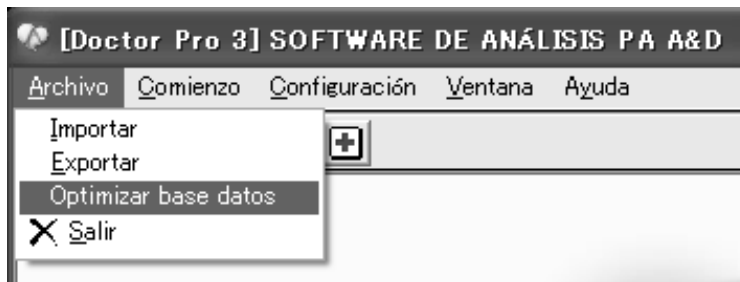 [Doctor Pro 3] SOFTWARE DE ANÁLISIS PA A&D
Archivo Comienzo Configuración Ventana Ayuda
Importar
Exportar
Optimizar base datos
Salir